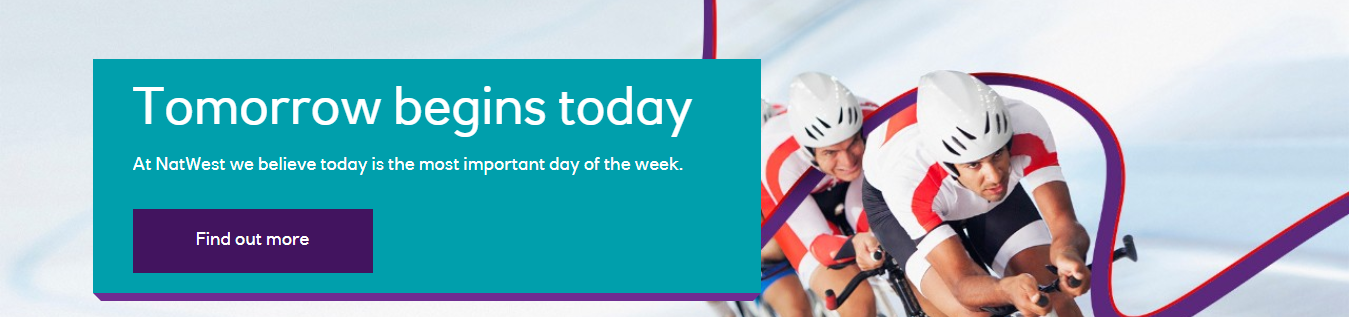 Tomorrow begins today
At NatWest we believe today is the most important day of the week.
Find out more